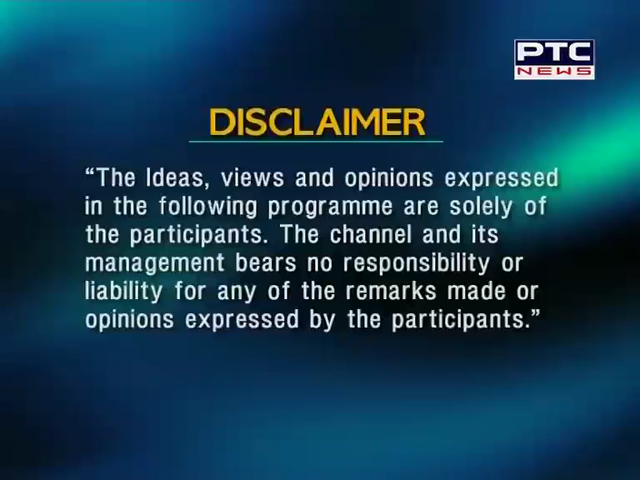 PTC
NEWS
DISCLAIMER
“The Ideas, views and opinions expressed
in the following programme are solely of
the participants. The channel and its
management bears no responsibility or
liability for any of the remarks made or
opinions expressed by the participants.”